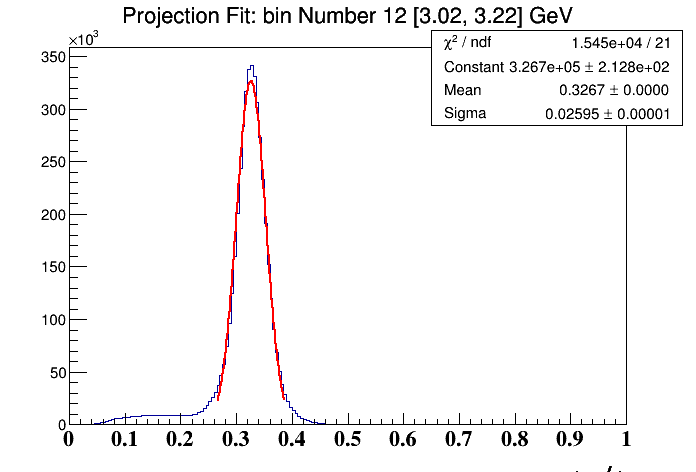 Projection Fit: bin Number 12 [3.02, 3.22] GeV
×10³
χ² / ndf 1.545e+04 / 21
Constant 3.267e+05 ± 2.128e+02
Mean 0.3267 ± 0.0000
Sigma 0.02595 ± 0.00001
350
300
250
200
150
100
50
0
0 0.1 0.2 0.3 0.4 0.5 0.6 0.7 0.8 0.9 1